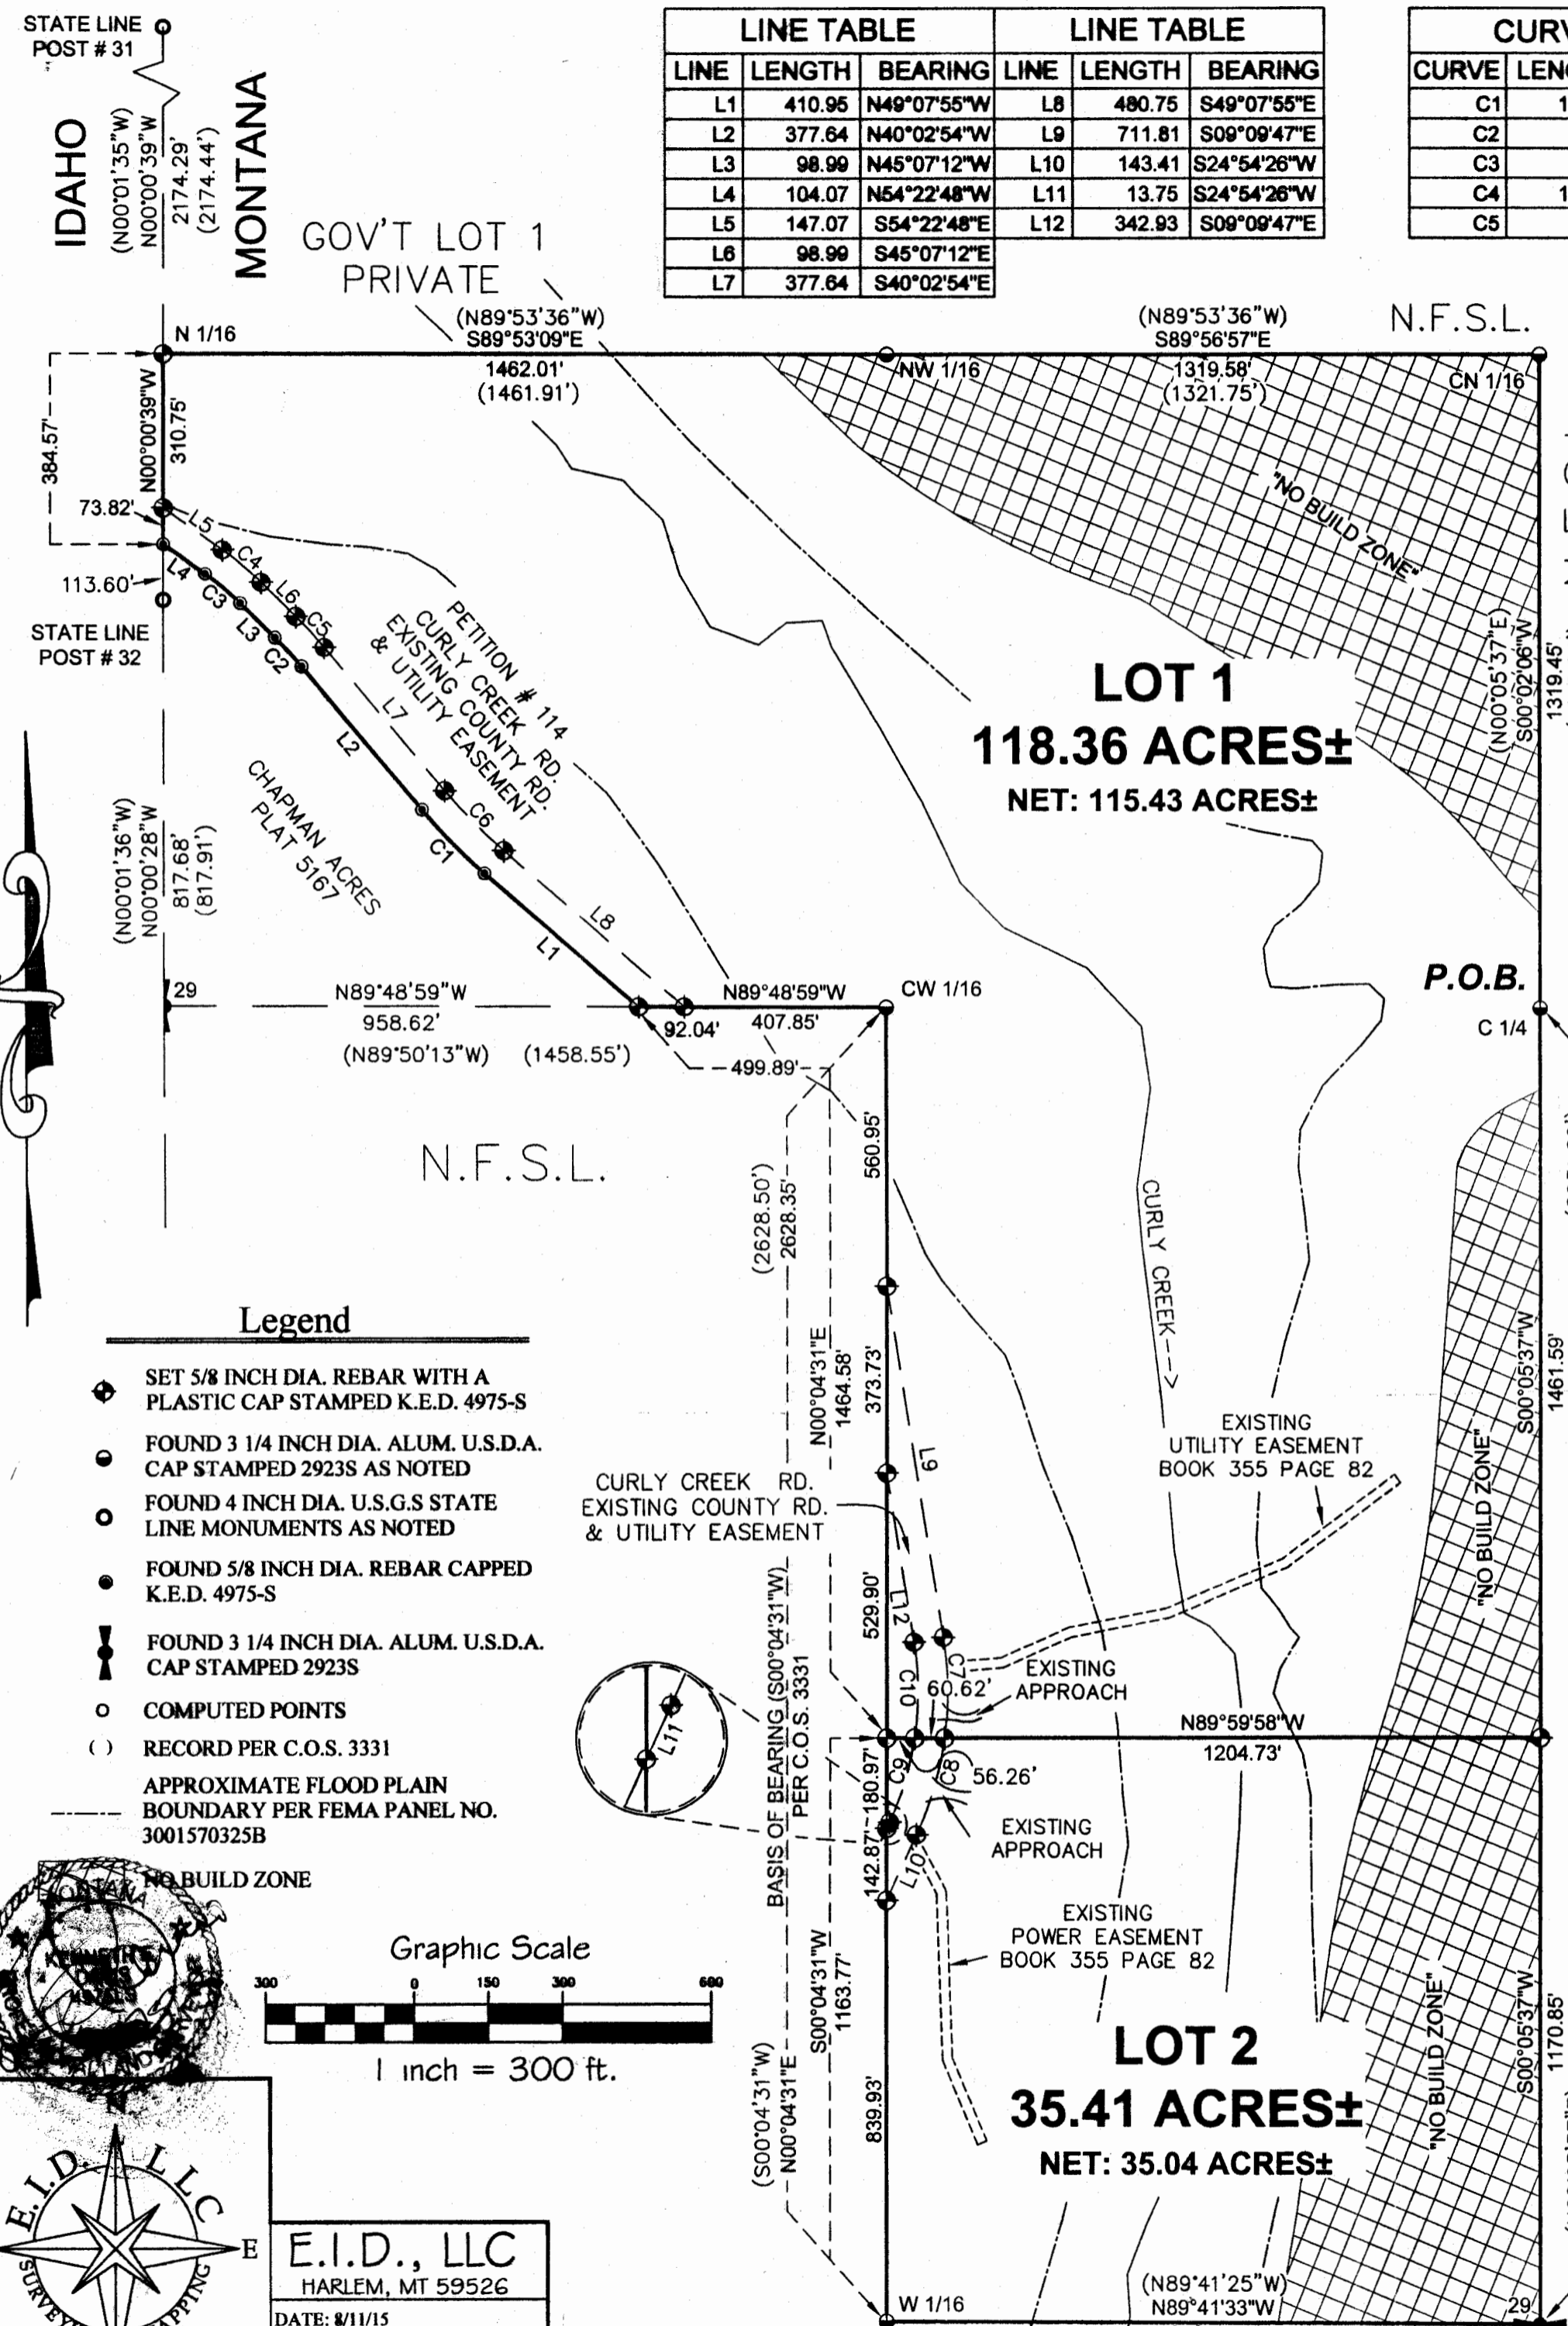 STATE LINE
POST # 31
IDAHO
(N00°01'35"W)
N00°00'39"W
2174.29'
(2174.44')
MONTANA
LINE TABLE
LINE LENGTH BEARING
L1 410.95 N49°07'55"W
L2 377.64 N40°02'54"W
L3 98.99 N45°07'12"W
L4 104.07 N54°22'48"W
L5 147.07 S54°22'48"E
L6 98.99 S45°07'12"E
L7 377.64 S40°02'54"E
LINE TABLE
LINE LENGTH BEARING
L8 480.75 S49°07'55"E
L9 711.81 S09°09'47"E
L10 143.41 S24°54'26"W
L11 13.75 S24°54'26"W
L12 342.93 S09°09'47"E
CURV
CURVE LENG
C1 1
C2
C3
C4 1
C5
GOV'T LOT 1
PRIVATE
N.F.S.L.
N 1/16
(N89°53'36"W)
S89°53'09"E
1462.01'
(1461.91')
NW 1/16
(N89°53'36"W)
S89°56'57"E
1319.58'
(1321.75')
CN 1/16
384.57'
N00°00'39"W
310.75'
73.82'
113.60'
STATE LINE
POST # 32
L5
C4
L6
C5
L4
C3
L3
C2
L7
L2
C6
C1
L8
L1
PETITION # 114
CURLY CREEK RD.
EXISTING COUNTY RD.
& UTILITY EASEMENT
CHAPMAN ACRES
PLAT 5167
"NO BUILD ZONE"
(N00°05'37"E)
S00°02'06"W
1319.45'
LOT 1
118.36 ACRES±
NET: 115.43 ACRES±
(N00°01'36"W)
N00°00'28"W
817.68'
(817.91')
P.O.B.
C 1/4
29
N89°48'59"W
958.62'
(N89°50'13"W) (1458.55')
N89°48'59"W
92.04'
407.85'
CW 1/16
499.89'
N.F.S.L.
560.95'
(2628.50')
2628.35'
N00°04'31"E
1464.58'
373.73'
CURLY CREEK
L9
S00°05'37"W
1461.59'
"NO BUILD ZONE"
EXISTING
UTILITY EASEMENT
BOOK 355 PAGE 82
Legend
SET 5/8 INCH DIA. REBAR WITH A
PLASTIC CAP STAMPED K.E.D. 4975-S
FOUND 3 1/4 INCH DIA. ALUM. U.S.D.A.
CAP STAMPED 2923S AS NOTED
FOUND 4 INCH DIA. U.S.G.S STATE
LINE MONUMENTS AS NOTED
FOUND 5/8 INCH DIA. REBAR CAPPED
K.E.D. 4975-S
FOUND 3 1/4 INCH DIA. ALUM. U.S.D.A.
CAP STAMPED 2923S
COMPUTED POINTS
( ) RECORD PER C.O.S. 3331
APPROXIMATE FLOOD PLAIN
BOUNDARY PER FEMA PANEL NO.
3001570325B
NO BUILD ZONE
CURLY CREEK RD.
EXISTING COUNTY RD.
& UTILITY EASEMENT
529.90'
L12
C10
C7
60.62'
EXISTING
APPROACH
N89°59'58"W
1204.73'
L11
BASIS OF BEARING (S00°04'31"W)
PER C.O.S. 3331
180.97'
C9
C8
56.26'
EXISTING
APPROACH
142.87'
L10
EXISTING
POWER EASEMENT
BOOK 355 PAGE 82
S00°04'31"W
1163.77'
Graphic Scale
300 0 150 300 600
1 inch = 300 ft.
MONTANA
LOT 2
35.41 ACRES±
NET: 35.04 ACRES±
"NO BUILD ZONE"
S00°05'37"W
1170.85'
(S00°04'31"W)
N00°04'31"E
839.93'
N
E
E.I.D. LLC
E.I.D., LLC
HARLEM, MT 59526
DATE: 8/11/15
W 1/16
(N89°41'25"W)
N89°41'33"W
29